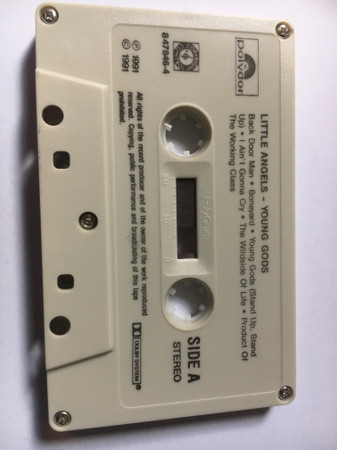 polydor
LITTLE ANGELS - YOUNG GODS
Back Door Man • Boneyard • Young Gods (Stand Up, Stand
Up) • I Ain't Gonna Cry • The Wildside Of Life • Product Of
The Working Class
847846-4
SIDE A
STEREO
100 50 0
℗ 1991
© 1991
All rights of the record producer and of the owner of the work reproduced
reserved. Copying, public performance and broadcasting of this tape
prohibited.
DOLBY SYSTEM